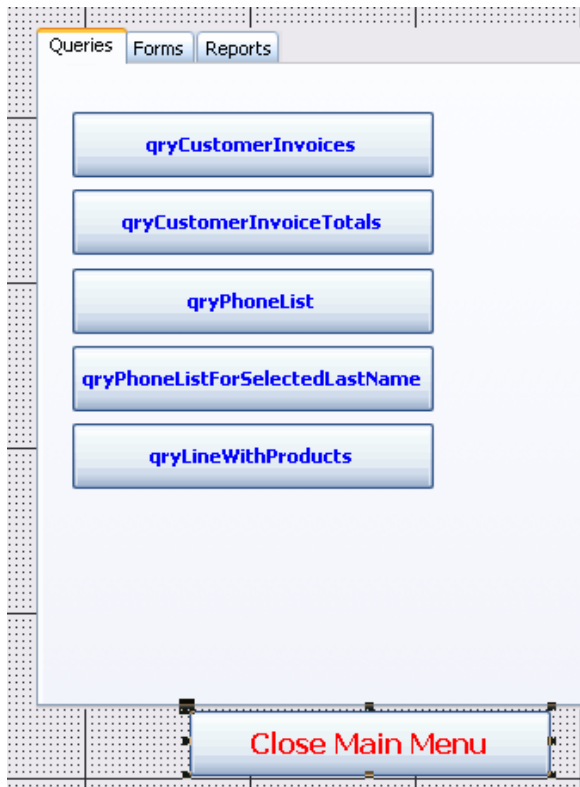 Queries Forms Reports
qryCustomerInvoices
qryCustomerInvoiceTotals
qryPhoneList
qryPhoneListForSelectedLastName
qryLineWithProducts
Close Main Menu